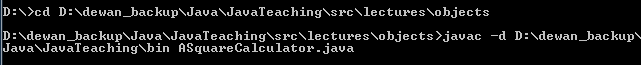 D:\>cd D:\dewan_backup\Java\JavaTeaching\src\lectures\objects
D:\dewan_backup\Java\JavaTeaching\src\lectures\objects>javac -d D:\dewan_backup\
Java\JavaTeaching\bin ASquareCalculator.java